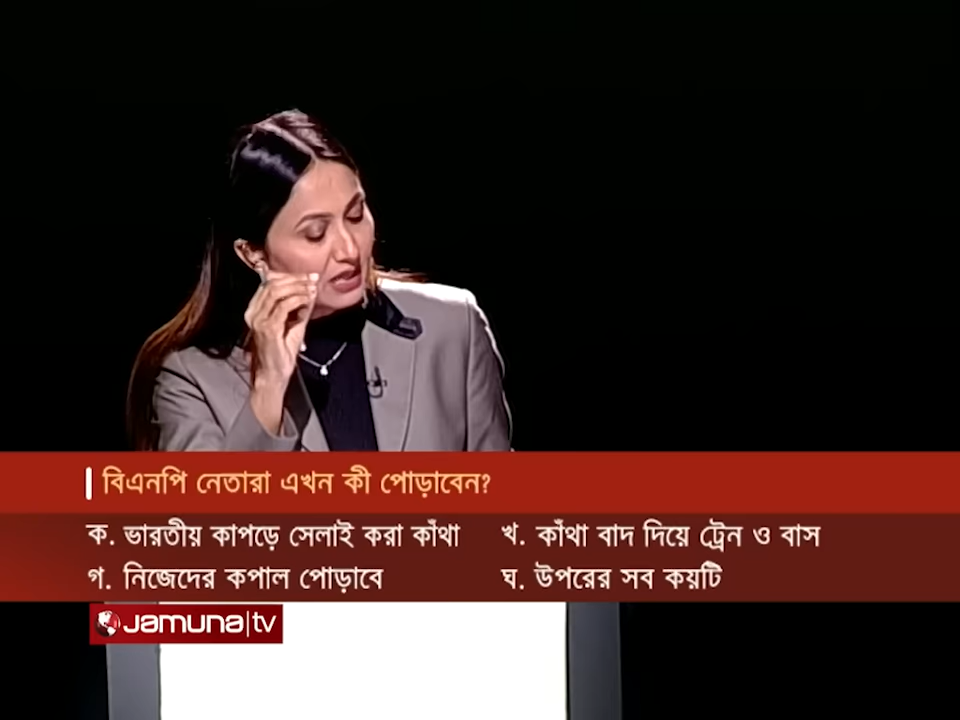 বিএনপি নেতারা এখন কী পোড়াবেন?
ক. ভারতীয় কাপড়ে সেলাই করা কাঁথা খ. কাঁথা বাদ দিয়ে ট্রেন ও বাস
গ. নিজেদের কপাল পোড়াবে ঘ. উপরের সব কয়টি
Jamuna|tv